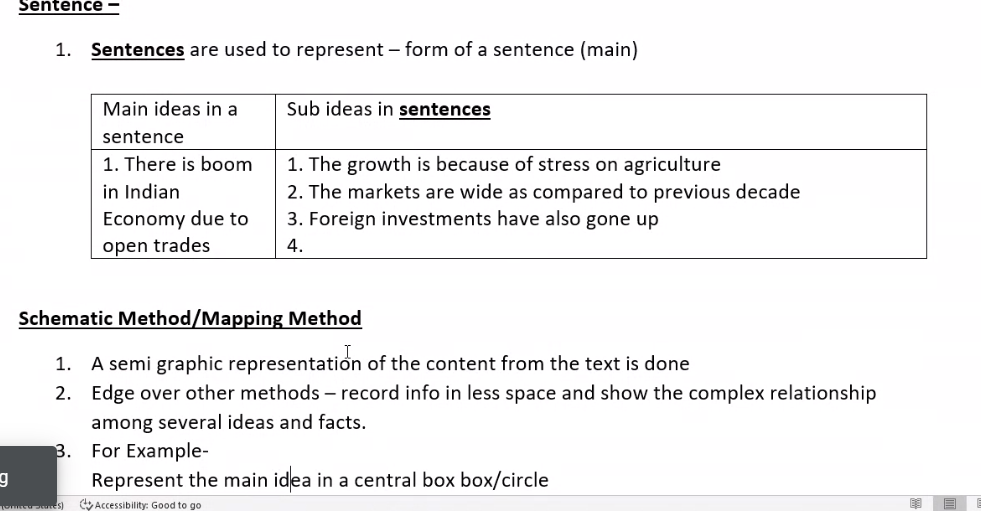 Sentence –
1. Sentences are used to represent – form of a sentence (main)
Main ideas in a
sentence
Sub ideas in sentences
1. There is boom
in Indian
Economy due to
open trades
1. The growth is because of stress on agriculture
2. The markets are wide as compared to previous decade
3. Foreign investments have also gone up
4.
Schematic Method/Mapping Method
1. A semi graphic representation of the content from the text is done
2. Edge over other methods – record info in less space and show the complex relationship
among several ideas and facts.
3. For Example-
Represent the main idea in a central box box/circle
g
States) Accessibility: Good to go